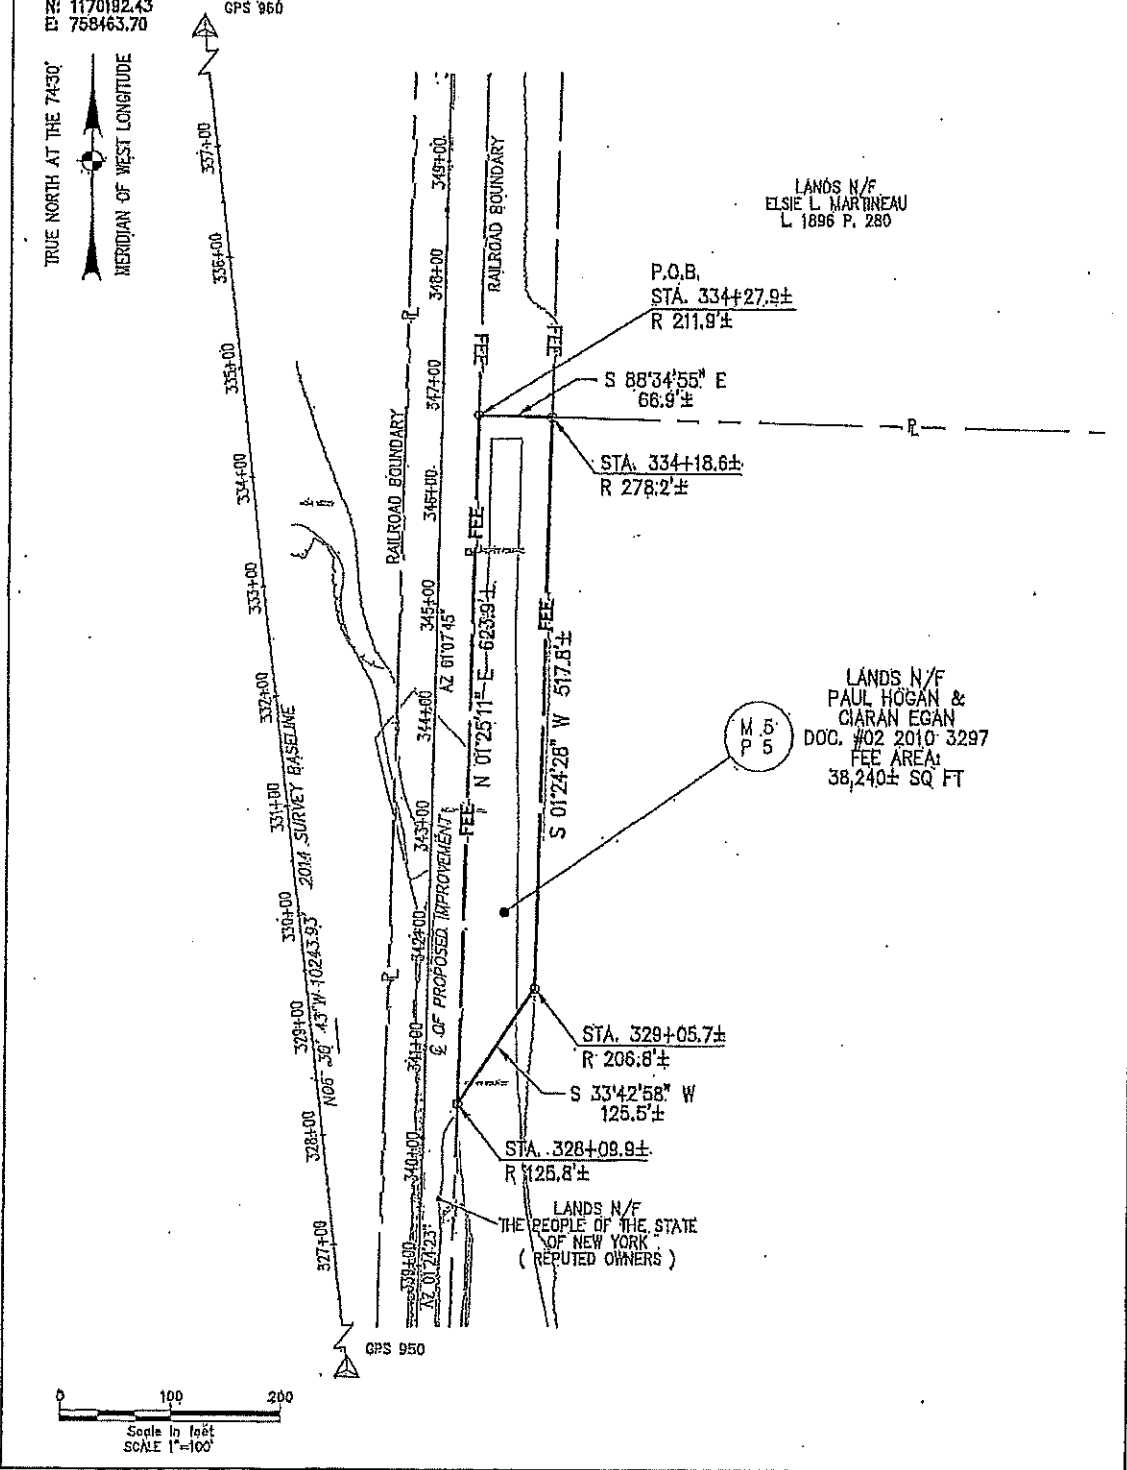 N: 1170192.43
E: 758463.70
GPS 960
TRUE NORTH AT THE 74°30'
MERIDIAN OF WEST LONGITUDE
LANDS N/F
ELSIE L. MARTINEAU
L. 1896 P. 280
P.O.B.
STA. 334+27.9±
R 211.9'±
S 88°34'55" E
66.9'±
STA. 334+18.6±
R 278.2'±
RAILROAD BOUNDARY
RAILROAD BOUNDARY
337+00
336+00
335+00
334+00
333+00
332+00
331+00
330+00
329+00
328+00
327+00
2014 SURVEY BASELINE
N06° 36' 43"W 10243.93'
349+00
348+00
347+00
346+00
345+00
344+00
343+00
342+00
341+00
340+00
339+00
AZ 01°07'45"
AZ 01°24'23"
℄ OF PROPOSED IMPROVEMENT
FEE
FEE
FEE
FEE
FEE
PL
PL
PL
N 01°25'11" E 623.9'±
S 01°24'28" W 517.8'±
M 5
P 5
LANDS N/F
PAUL HOGAN &
CIARAN EGAN
DOC. #02 2010 3297
FEE AREA:
38,240± SQ FT
STA. 329+05.7±
R 206.8'±
S 33°42'58" W
125.5'±
STA. 328+09.9±
R 125.8'±
LANDS N/F
THE PEOPLE OF THE STATE
OF NEW YORK
( REPUTED OWNERS )
GPS 950
0 100 200
Scale in feet
SCALE 1"=100'